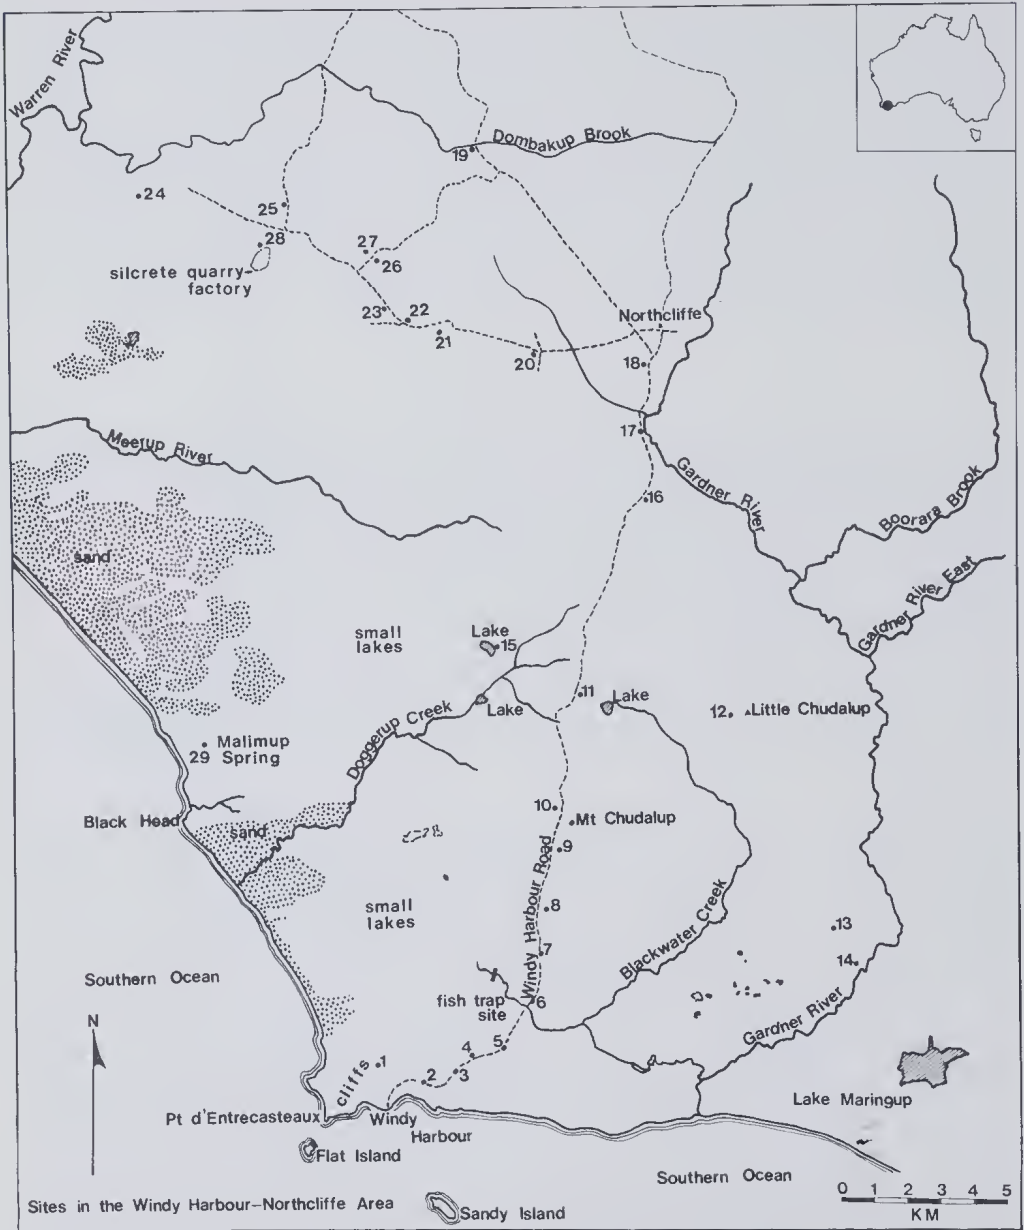 Warren River
Dombakup Brook
19
24
25
28
27
26
silcrete quarry
factory
23
22
21
20
Northcliffe
18
17
Meerup River
Gardner River
16
Boorara Brook
sand
Gardner River East
small
lakes
Lake
15
11
Lake
Lake
12
Little Chudalup
Doggerup Creek
Malimup
29 Spring
10
Mt Chudalup
Black Head
sand
9
Windy Harbour Road
8
small
lakes
Blackwater Creek
13
7
14
Southern Ocean
fish trap
site
6
Gardner River
N
5
4
cliffs
1
2
3
Lake Maringup
Pt d'Entrecasteaux
Windy
Harbour
Flat Island
Southern Ocean
0 1 2 3 4 5
KM
Sites in the Windy Harbour-Northcliffe Area
Sandy Island